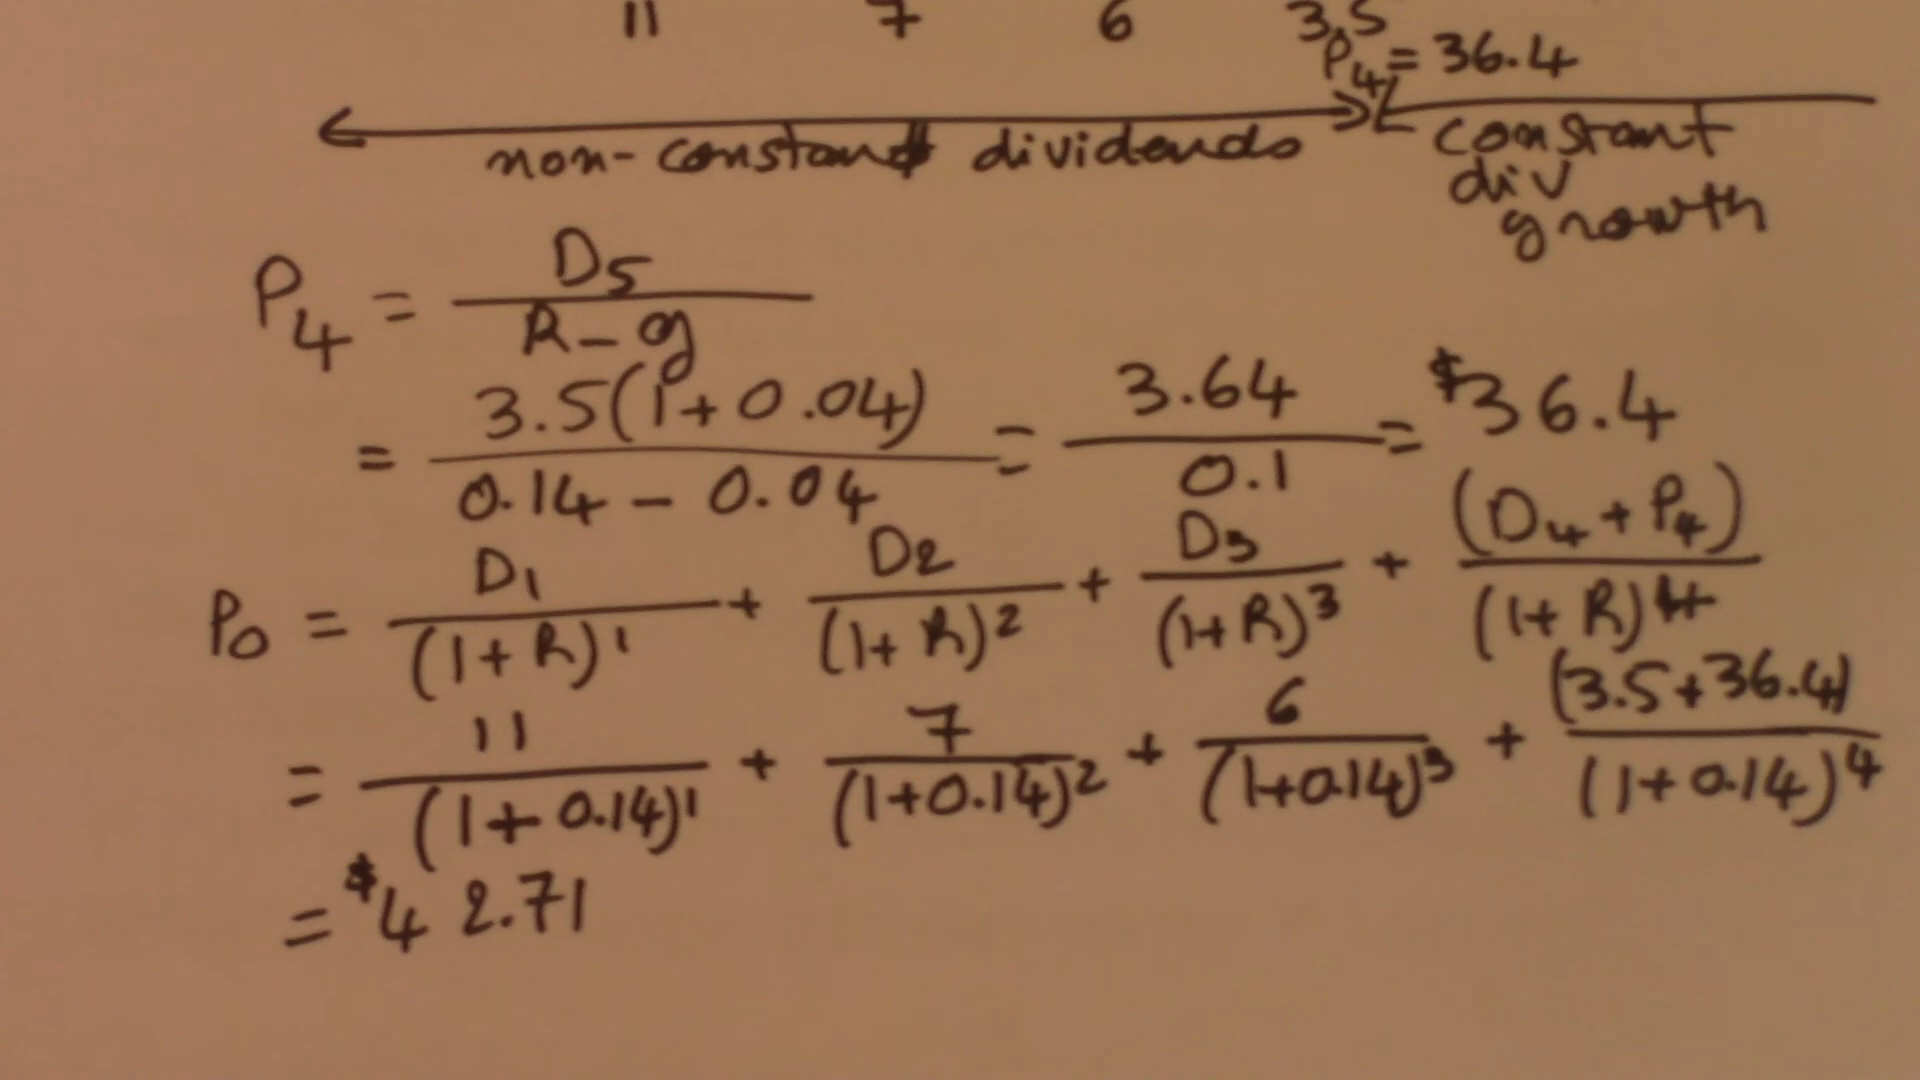 11 7 6 3.5
P4 = 36.4
non-constant dividends
constant
div
growth
P4 = D5 / R - g
= 3.5(1 + 0.04) / 0.14 - 0.04 = 3.64 / 0.1 = $36.4
P0 = D1 / (1 + R)^1 + D2 / (1 + R)^2 + D3 / (1 + R)^3 + (D4 + P4) / (1 + R)^4
= 11 / (1 + 0.14)^1 + 7 / (1+0.14)^2 + 6 / (1+0.14)^3 + (3.5+36.4) / (1+0.14)^4
= $42.71